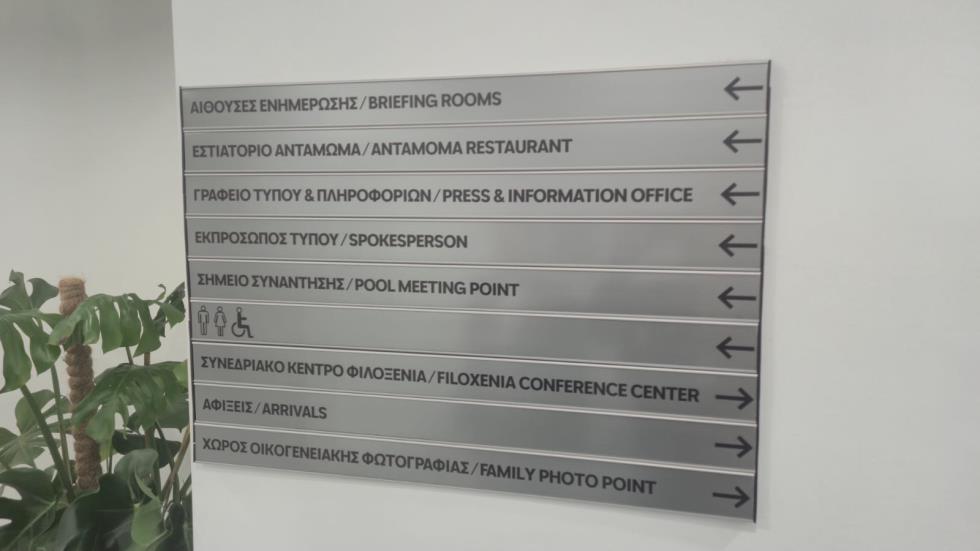 ΑΙΘΟΥΣΕΣ ΕΝΗΜΕΡΩΣΗΣ / BRIEFING ROOMS ←
ΕΣΤΙΑΤΟΡΙΟ ΑΝΤΑΜΩΜΑ / ANTAMOMA RESTAURANT ←
ΓΡΑΦΕΙΟ ΤΥΠΟΥ & ΠΛΗΡΟΦΟΡΙΩΝ / PRESS & INFORMATION OFFICE ←
ΕΚΠΡΟΣΩΠΟΣ ΤΥΠΟΥ / SPOKESPERSON ←
ΣΗΜΕΙΟ ΣΥΝΑΝΤΗΣΗΣ / POOL MEETING POINT ←
←
ΣΥΝΕΔΡΙΑΚΟ ΚΕΝΤΡΟ ΦΙΛΟΞΕΝΙΑ / FILOXENIA CONFERENCE CENTER →
ΑΦΙΞΕΙΣ / ARRIVALS →
ΧΩΡΟΣ ΟΙΚΟΓΕΝΕΙΑΚΗΣ ΦΩΤΟΓΡΑΦΙΑΣ / FAMILY PHOTO POINT →